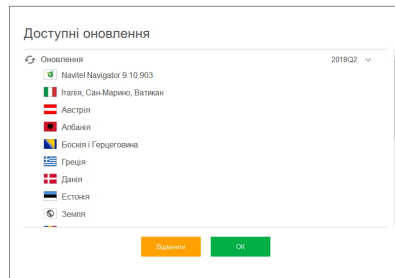 Доступні оновлення
Оновлення 2018Q2
Navitel Navigator 9.10.903
Італія, Сан-Марино, Ватикан
Австрія
Албанія
Боснія і Герцеговина
Греція
Данія
Естонія
Земля
Відмінити OK